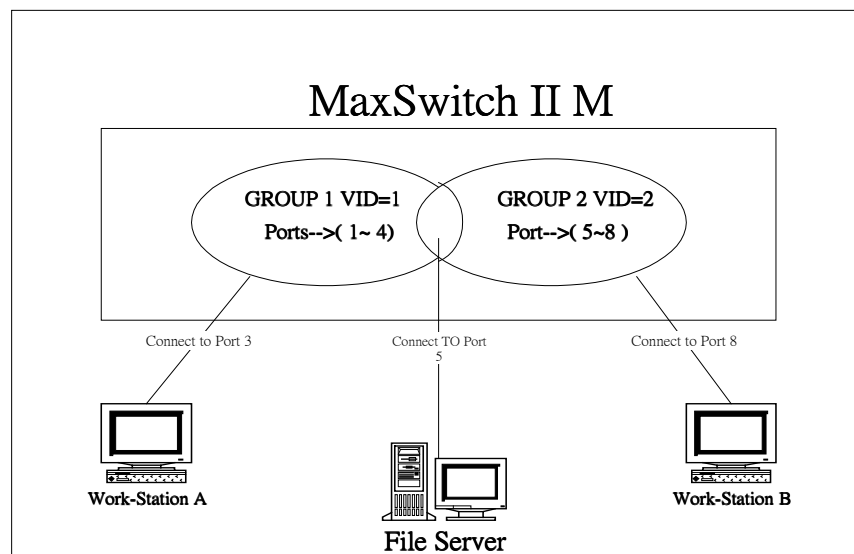 MaxSwitch II M
GROUP 1 VID=1
Ports-->( 1~ 4)
GROUP 2 VID=2
Port-->( 5~8 )
Connect to Port 3
Connect TO Port
5
Connect to Port 8
Work-Station A
File Server
Work-Station B